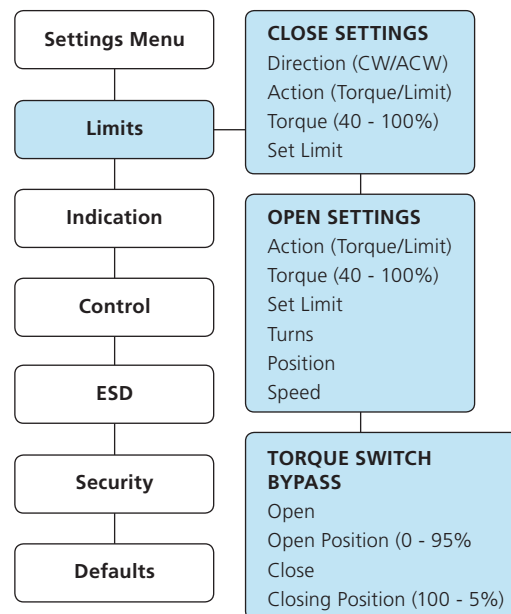 Settings Menu
Limits
Indication
Control
ESD
Security
Defaults
CLOSE SETTINGS
Direction (CW/ACW)
Action (Torque/Limit)
Torque (40 - 100%)
Set Limit
OPEN SETTINGS
Action (Torque/Limit)
Torque (40 - 100%)
Set Limit
Turns
Position
Speed
TORQUE SWITCH
BYPASS
Open
Open Position (0 - 95%
Close
Closing Position (100 - 5%)